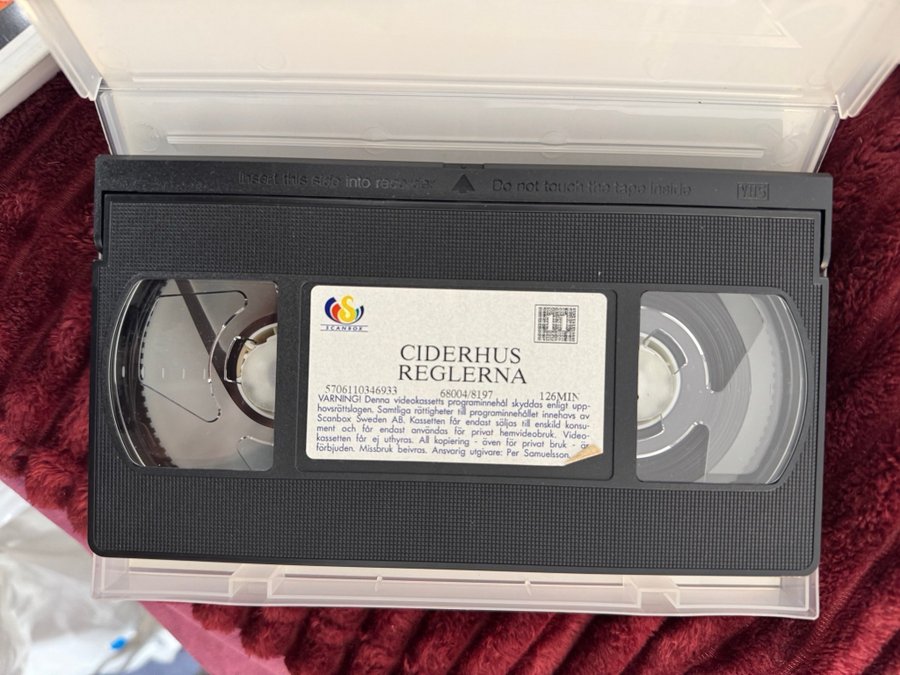 Insert this side into recorder
Do not touch the tape inside
VHS
SCANBOX
CIDERHUS
REGLERNA
5706110346933 68004/8197 126MIN
VARNING! Denna videokassetts programinnehål skyddas enligt upp-
hovsrättslagen. Samtliga rättigheter till programinnehållet innehavs av
Scanbox Sweden AB. Kassetten får endast säljas till enskild konsu-
ment och får endast användas för privat hemvideobruk. Video-
kassetten får ej uthyras. All kopiering - även för privat bruk - är
förbjuden. Missbruk beivras. Ansvarig utgivare: Per Samuelsson.